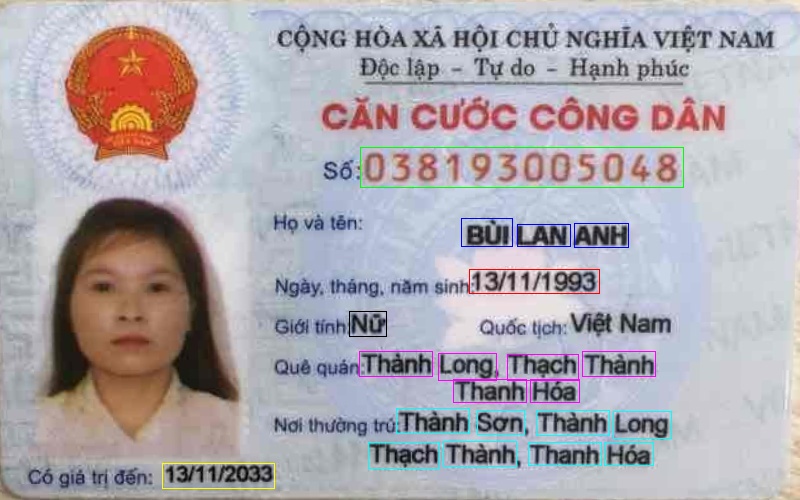 CỘNG HÒA XÃ HỘI CHỦ NGHĨA VIỆT NAM
Độc lập - Tự do - Hạnh phúc
CĂN CƯỚC CÔNG DÂN
Số: 038193005048
Họ và tên: BÙI LAN ANH
Ngày, tháng, năm sinh: 13/11/1993
Giới tính: Nữ Quốc tịch: Việt Nam
Quê quán: Thành Long, Thạch Thành
Thanh Hóa
Nơi thường trú: Thành Sơn, Thành Long
Thạch Thành, Thanh Hóa
Có giá trị đến: 13/11/2033